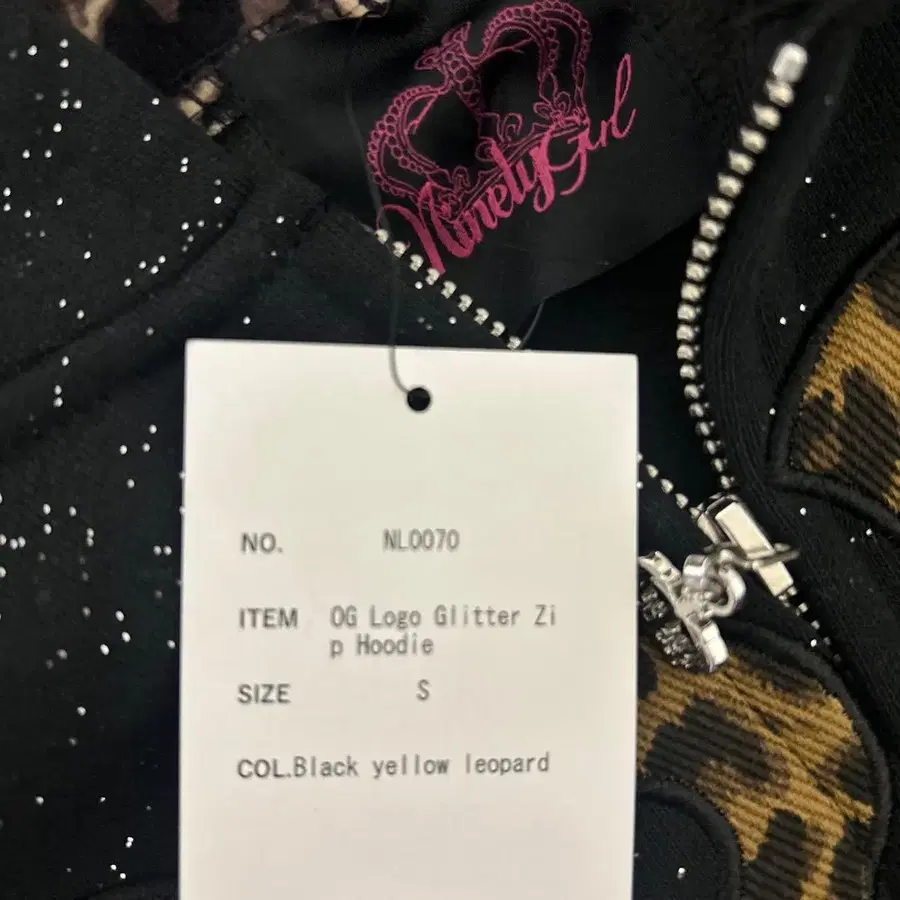 NinetyGirl
NO. NL0070
ITEM OG Logo Glitter Zi
p Hoodie
SIZE S
COL.Black yellow leopard